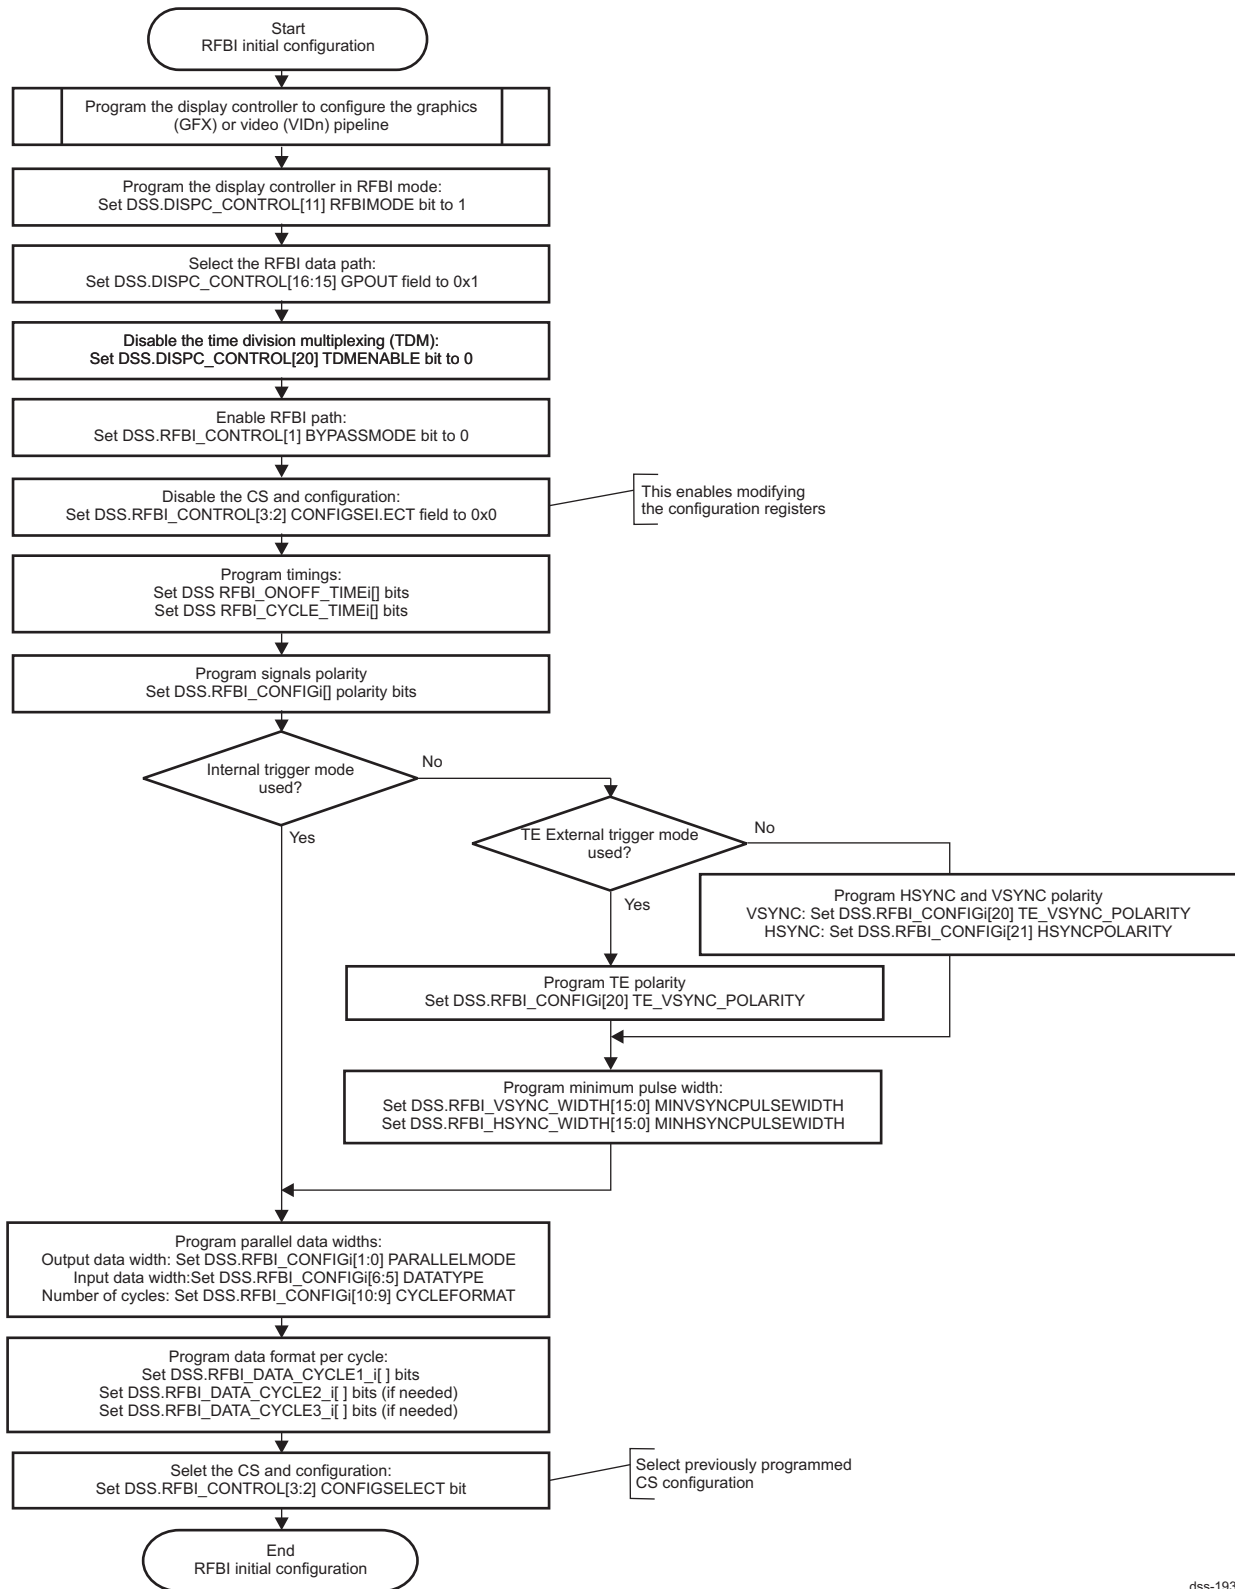 Start
RFBI initial configuration
Program the display controller to configure the graphics
(GFX) or video (VIDn) pipeline
Program the display controller in RFBI mode:
Set DSS.DISPC_CONTROL[11] RFBIMODE bit to 1
Select the RFBI data path:
Set DSS.DISPC_CONTROL[16:15] GPOUT field to 0x1
Disable the time division multiplexing (TDM):
Set DSS.DISPC_CONTROL[20] TDMENABLE bit to 0
Enable RFBI path:
Set DSS.RFBI_CONTROL[1] BYPASSMODE bit to 0
Disable the CS and configuration:
Set DSS.RFBI_CONTROL[3:2] CONFIGSEI.ECT field to 0x0
This enables modifying
the configuration registers
Program timings:
Set DSS RFBI_ONOFF_TIMEi[] bits
Set DSS RFBI_CYCLE_TIMEi[] bits
Program signals polarity
Set DSS.RFBI_CONFIGi[] polarity bits
Internal trigger mode
used?
No
Yes
TE External trigger mode
used?
No
Yes
Program HSYNC and VSYNC polarity
VSYNC: Set DSS.RFBI_CONFIGi[20] TE_VSYNC_POLARITY
HSYNC: Set DSS.RFBI_CONFIGi[21] HSYNCPOLARITY
Program TE polarity
Set DSS.RFBI_CONFIGi[20] TE_VSYNC_POLARITY
Program minimum pulse width:
Set DSS.RFBI_VSYNC_WIDTH[15:0] MINVSYNCPULSEWIDTH
Set DSS.RFBI_HSYNC_WIDTH[15:0] MINHSYNCPULSEWIDTH
Program parallel data widths:
Output data width: Set DSS.RFBI_CONFIGi[1:0] PARALLELMODE
Input data width:Set DSS.RFBI_CONFIGi[6:5] DATATYPE
Number of cycles: Set DSS.RFBI_CONFIGi[10:9] CYCLEFORMAT
Program data format per cycle:
Set DSS.RFBI_DATA_CYCLE1_i[ ] bits
Set DSS.RFBI_DATA_CYCLE2_i[ ] bits (if needed)
Set DSS.RFBI_DATA_CYCLE3_i[ ] bits (if needed)
Selet the CS and configuration:
Set DSS.RFBI_CONTROL[3:2] CONFIGSELECT bit
Select previously programmed
CS configuration
End
RFBI initial configuration
dss-193